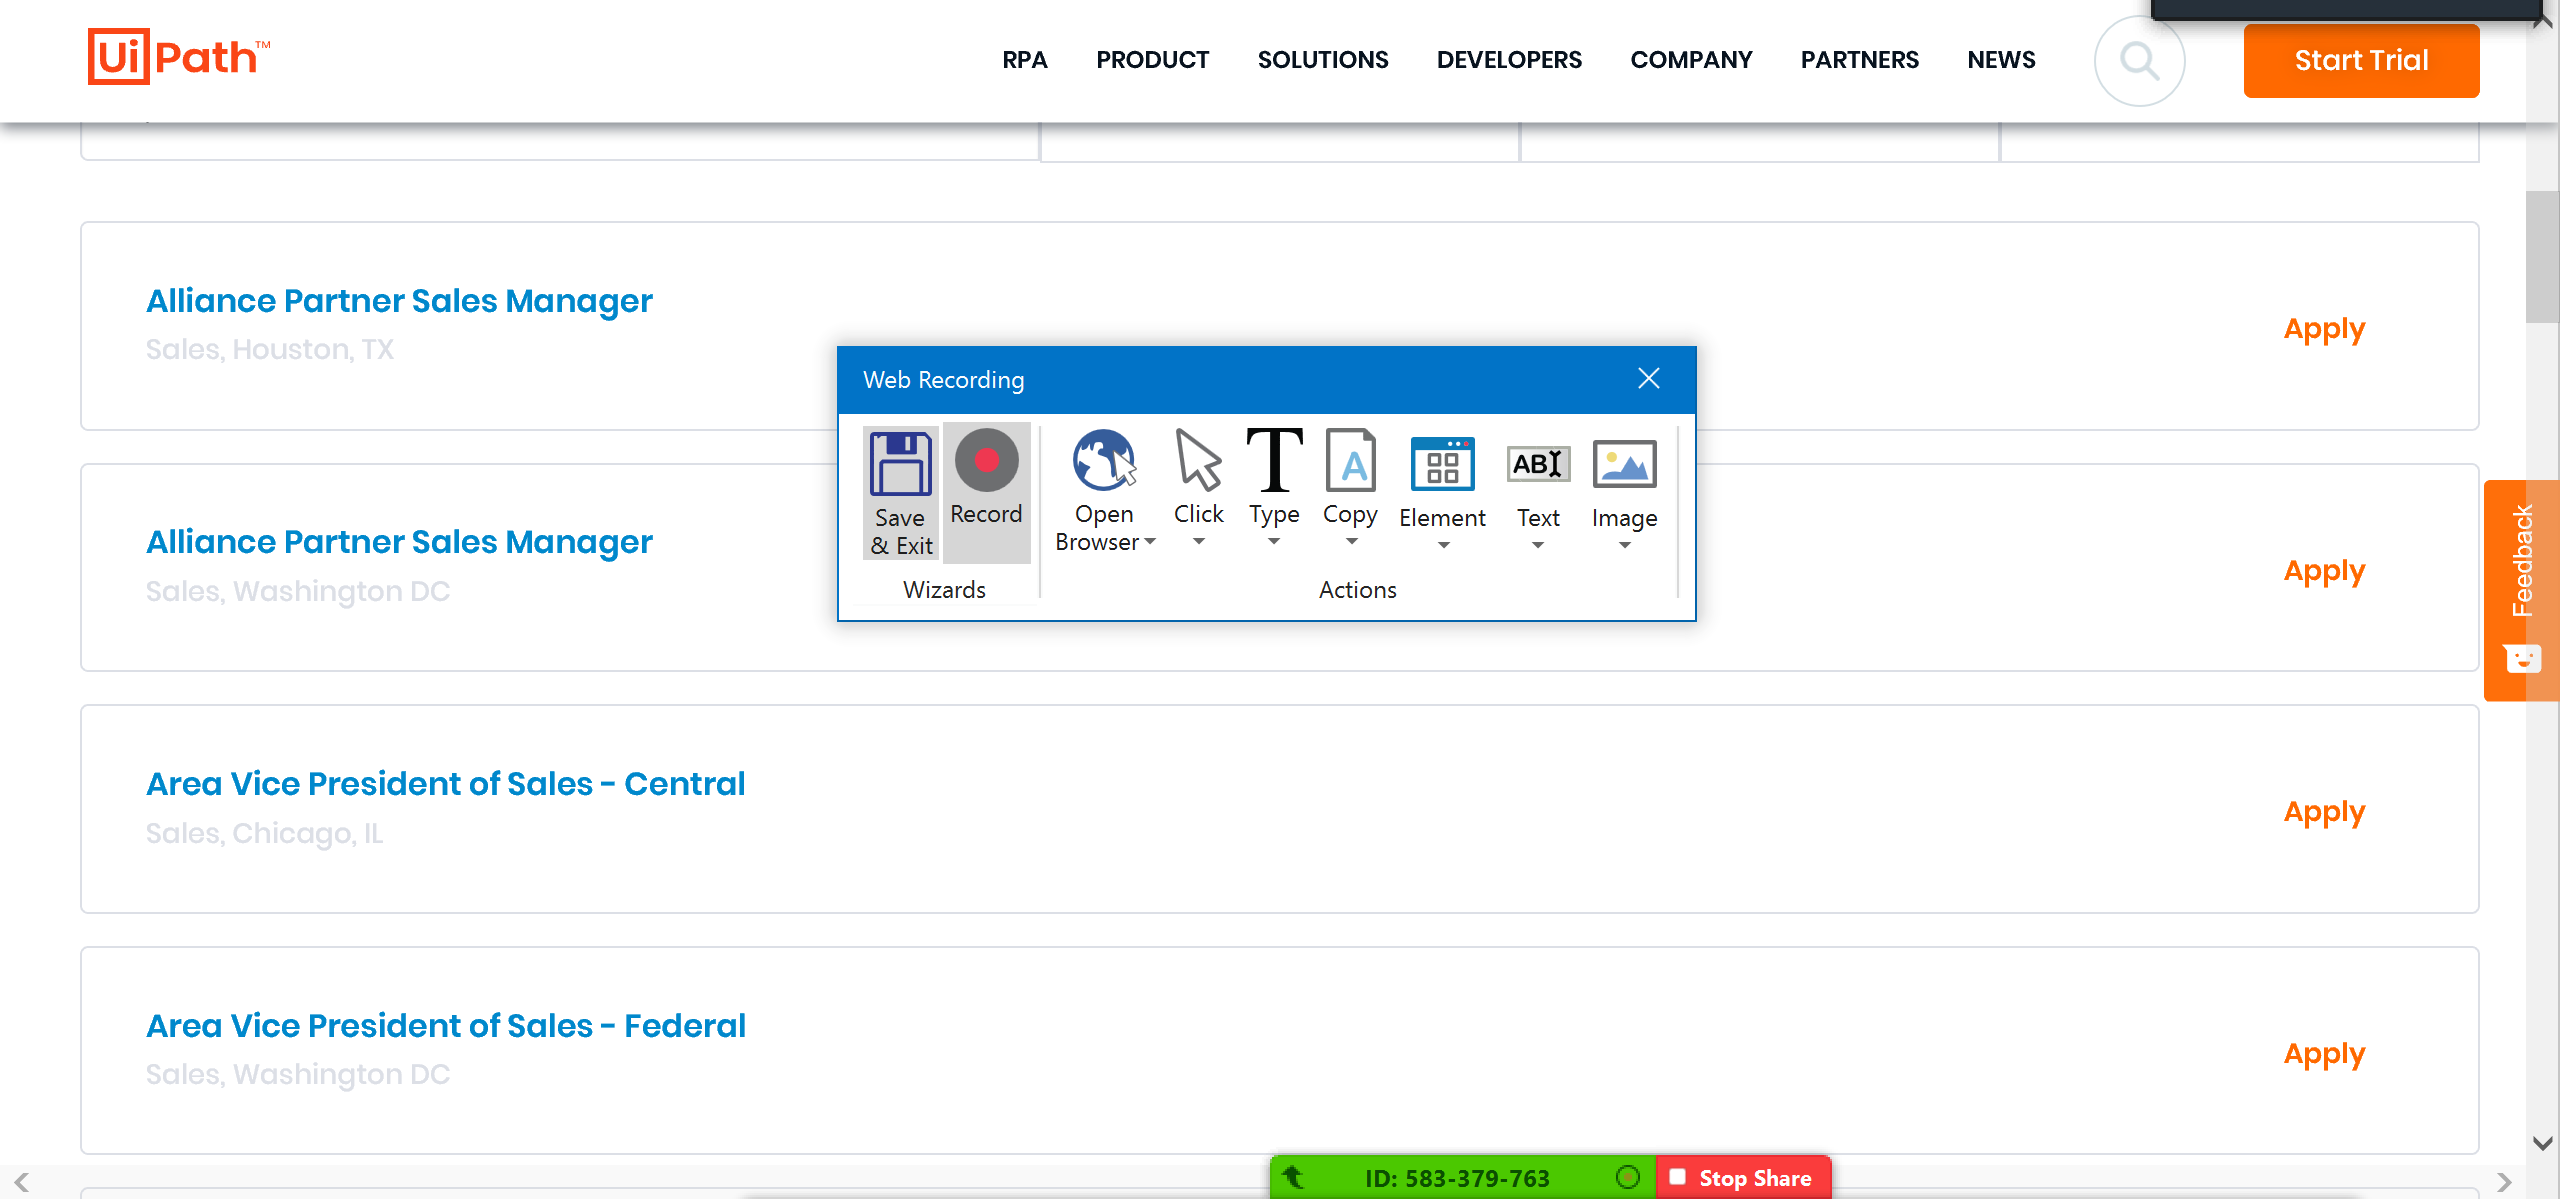 UiPath™
RPA PRODUCT SOLUTIONS DEVELOPERS COMPANY PARTNERS NEWS
Start Trial
Alliance Partner Sales Manager
Sales, Houston, TX
Apply
Web Recording
Save & Exit
Record
Wizards
Open Browser
Click
Type
Copy
A
Element
AB
Text
Image
Actions
Alliance Partner Sales Manager
Sales, Washington DC
Apply
Feedback
Area Vice President of Sales - Central
Sales, Chicago, IL
Apply
Area Vice President of Sales - Federal
Sales, Washington DC
Apply
ID: 583-379-763
Stop Share